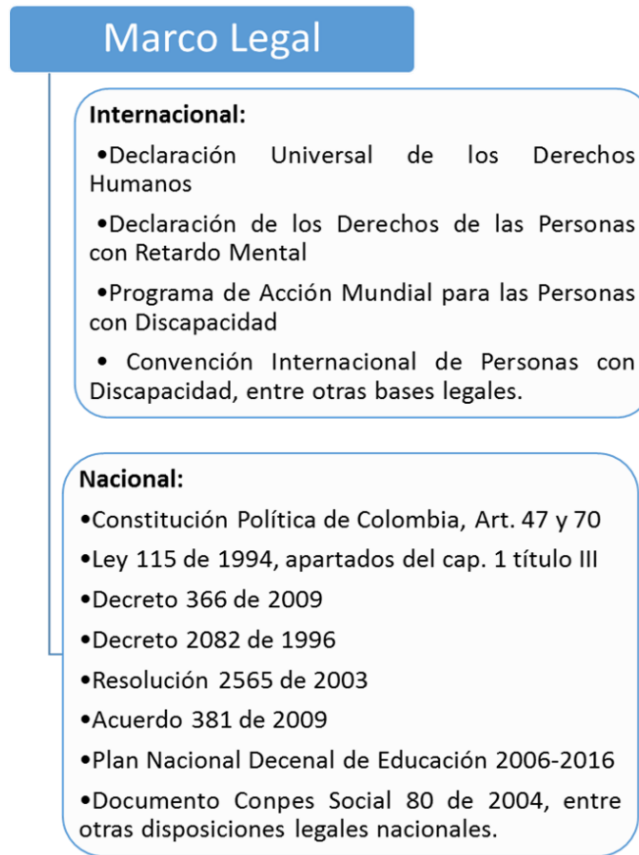 Marco Legal
Internacional:
•Declaración Universal de los Derechos
Humanos
•Declaración de los Derechos de las Personas
con Retardo Mental
•Programa de Acción Mundial para las Personas
con Discapacidad
• Convención Internacional de Personas con
Discapacidad, entre otras bases legales.
Nacional:
•Constitución Política de Colombia, Art. 47 y 70
•Ley 115 de 1994, apartados del cap. 1 título III
•Decreto 366 de 2009
•Decreto 2082 de 1996
•Resolución 2565 de 2003
•Acuerdo 381 de 2009
•Plan Nacional Decenal de Educación 2006-2016
•Documento Conpes Social 80 de 2004, entre
otras disposiciones legales nacionales.